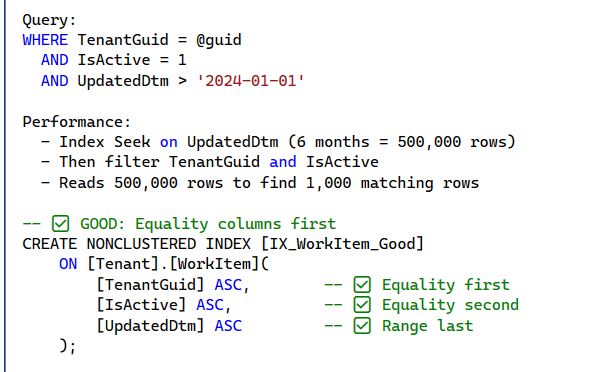 Query:
WHERE TenantGuid = @guid
  AND IsActive = 1
  AND UpdatedDtm > '2024-01-01'

Performance:
  - Index Seek on UpdatedDtm (6 months = 500,000 rows)
  - Then filter TenantGuid and IsActive
  - Reads 500,000 rows to find 1,000 matching rows

-- ✅ GOOD: Equality columns first
CREATE NONCLUSTERED INDEX [IX_WorkItem_Good]
    ON [Tenant].[WorkItem](
        [TenantGuid] ASC,        -- ✅ Equality first
        [IsActive] ASC,          -- ✅ Equality second
        [UpdatedDtm] ASC         -- ✅ Range last
    );